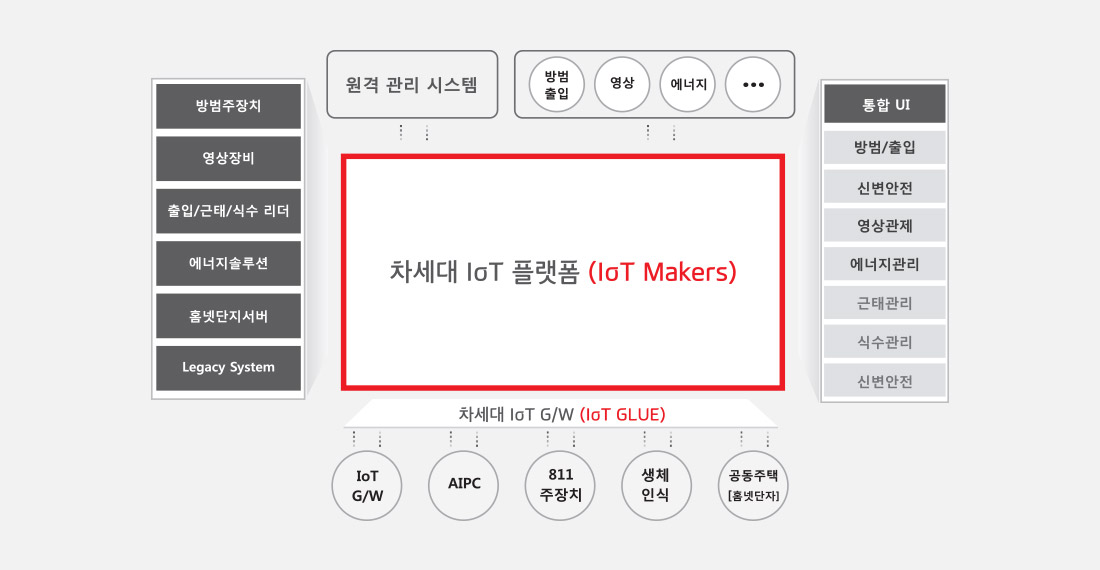 원격 관리 시스템
방범
출입
영상
에너지
•••
방범주장치
영상장비
출입/근태/식수 리더
에너지솔루션
홈넷단지서버
Legacy System
차세대 IoT 플랫폼 (IoT Makers)
통합 UI
방범/출입
신변안전
영상관제
에너지관리
근태관리
식수관리
신변안전
차세대 IoT G/W (IoT GLUE)
IoT
G/W
AIPC
811
주장치
생체
인식
공동주택
[홈넷단자]